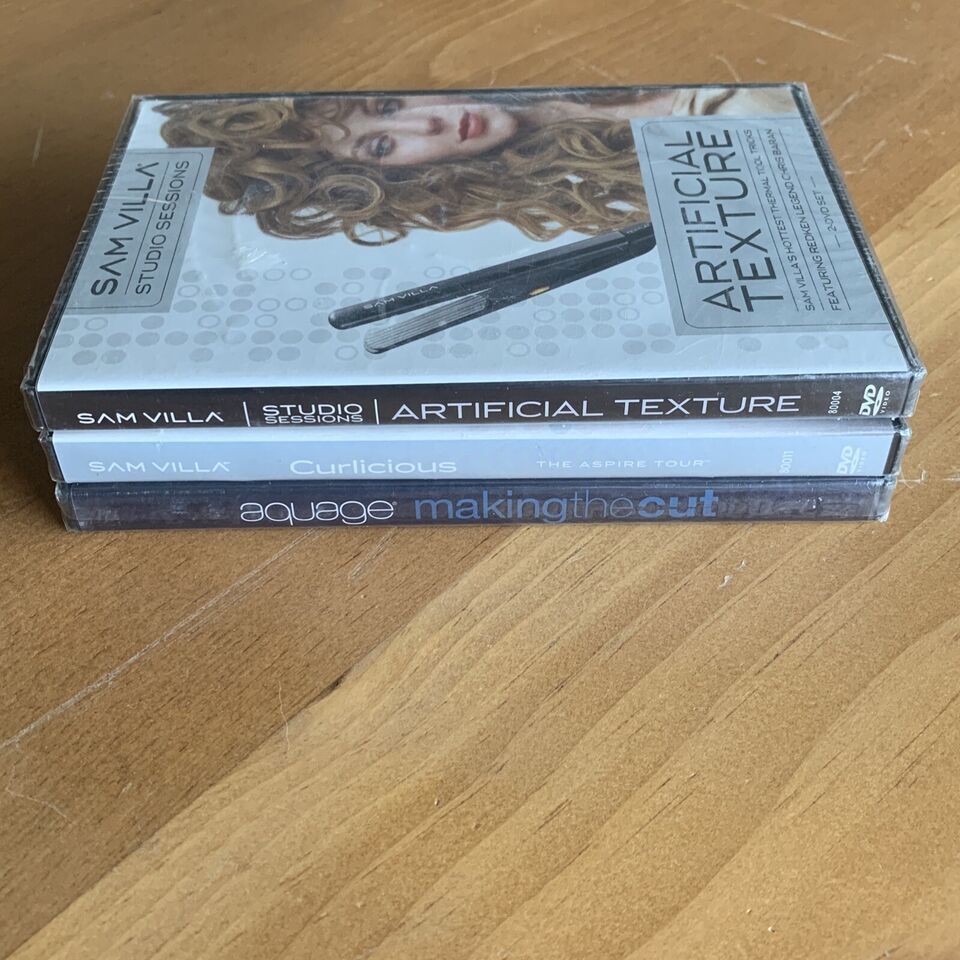 SAM VILLA
STUDIO SESSIONS
ARTIFICIAL
TEXTURE
SAM VILLA'S HOTTEST THERMAL TOOL TRICKS
FEATURING REDKEN LEGEND CHRIS BARAN
2-DVD SET
SAM VILLA
SAM VILLA
STUDIO
SESSIONS
ARTIFICIAL TEXTURE
80004
DVD
VIDEO
SAM VILLA
Curlicious
THE ASPIRE TOUR™
DVD
aquage® makingthecut